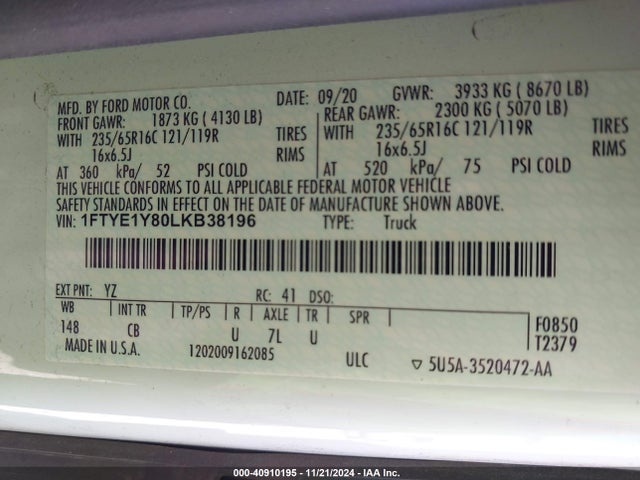 MFD. BY FORD MOTOR CO. DATE: 09/20 GVWR: 3933 KG ( 8670 LB)
FRONT GAWR: 1873 KG ( 4130 LB) REAR GAWR: 2300 KG ( 5070 LB)
WITH 235/65R16C 121/119R TIRES WITH 235/65R16C 121/119R TIRES
16x6.5J RIMS 16x6.5J RIMS
AT 360 kPa/ 52 PSI COLD AT 520 kPa/ 75 PSI COLD
THIS VEHICLE CONFORMS TO ALL APPLICABLE FEDERAL MOTOR VEHICLE
SAFETY STANDARDS IN EFFECT ON THE DATE OF MANUFACTURE SHOWN ABOVE.
VIN: 1FTYE1Y80LKB38196 TYPE: Truck
EXT PNT: YZ RC: 41 DSO:
WB INT TR TP/PS R AXLE TR SPR F0850
148 CB U 7L U T2379
MADE IN U.S.A. 1202009162085 ULC ▽ 5U5A-3520472-AA
000-40910195 - 11/21/2024 - IAA Inc.